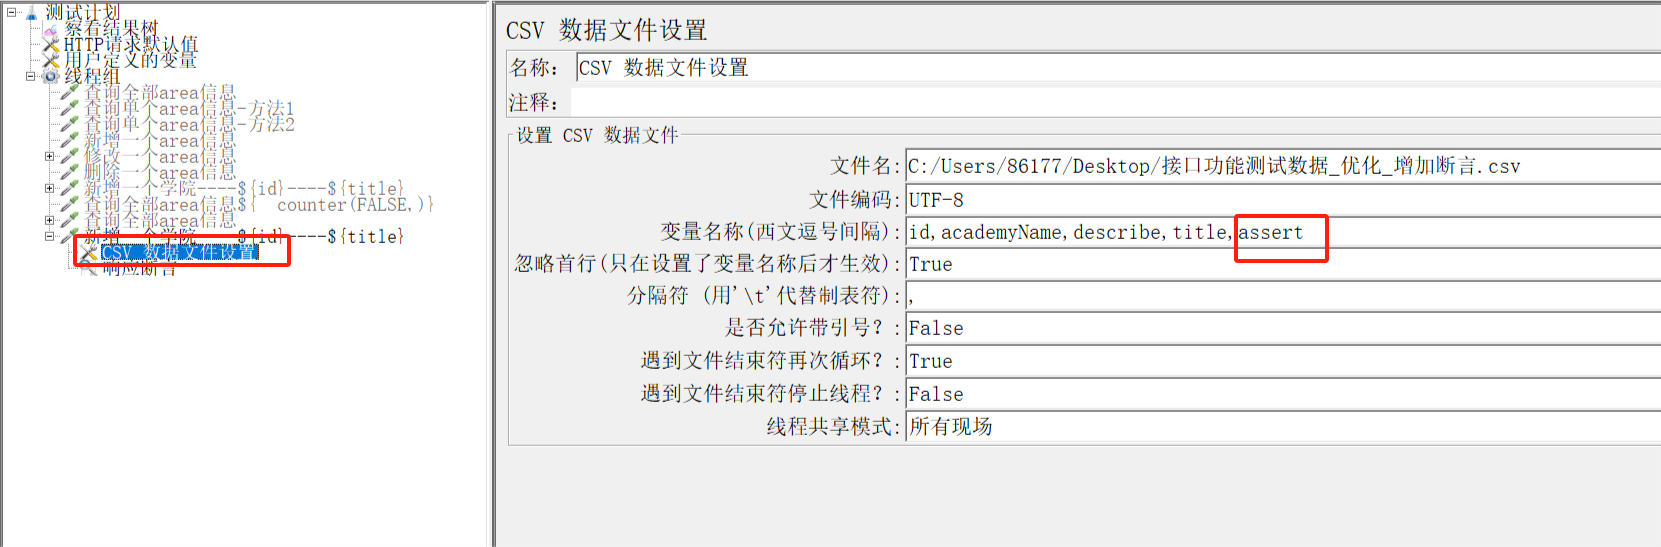 测试计划
察看结果树
HTTP请求默认值
用户定义的变量
线程组
查询全部area信息
查询单个area信息-方法1
查询单个area信息-方法2
新增一个area信息
修改一个area信息
删除一个area信息
新增一个学院----${id}----${title}
查询全部area信息${__counter(FALSE,)}
查询全部area信息
新增一个学院----${id}----${title}
CSV 数据文件设置
响应断言
CSV 数据文件设置
名称: CSV 数据文件设置
注释:
设置 CSV 数据文件
文件名: C:/Users/86177/Desktop/接口功能测试数据_优化_增加断言.csv
文件编码: UTF-8
变量名称(西文逗号间隔): id,academyName,describe,title,assert
忽略首行(只在设置了变量名称后才生效): True
分隔符 (用'\t'代替制表符): ,
是否允许带引号?: False
遇到文件结束符再次循环?: True
遇到文件结束符停止线程?: False
线程共享模式: 所有现场